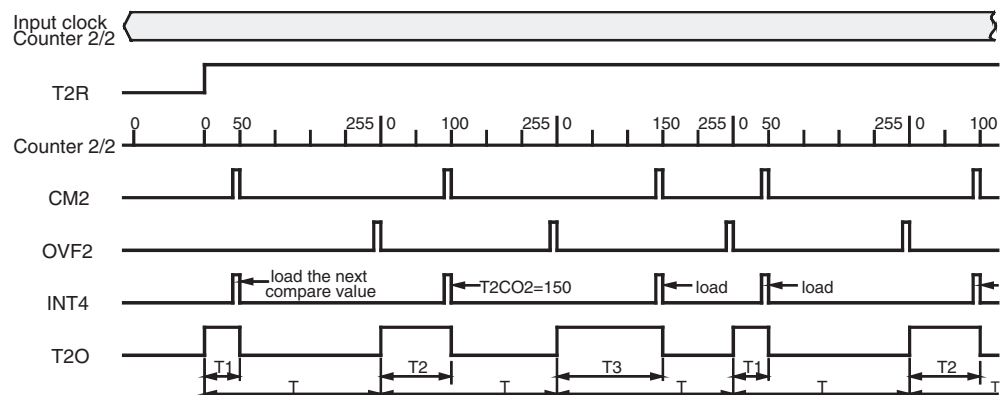 Input clock
Counter 2/2
T2R
0 0 50 255 0 100 255 0 150 255 0 50 255 0 100
Counter 2/2
CM2
OVF2
INT4
load the next
compare value
T2CO2=150
load
load
T2O
T1 T2 T3 T1 T2
T T T T T